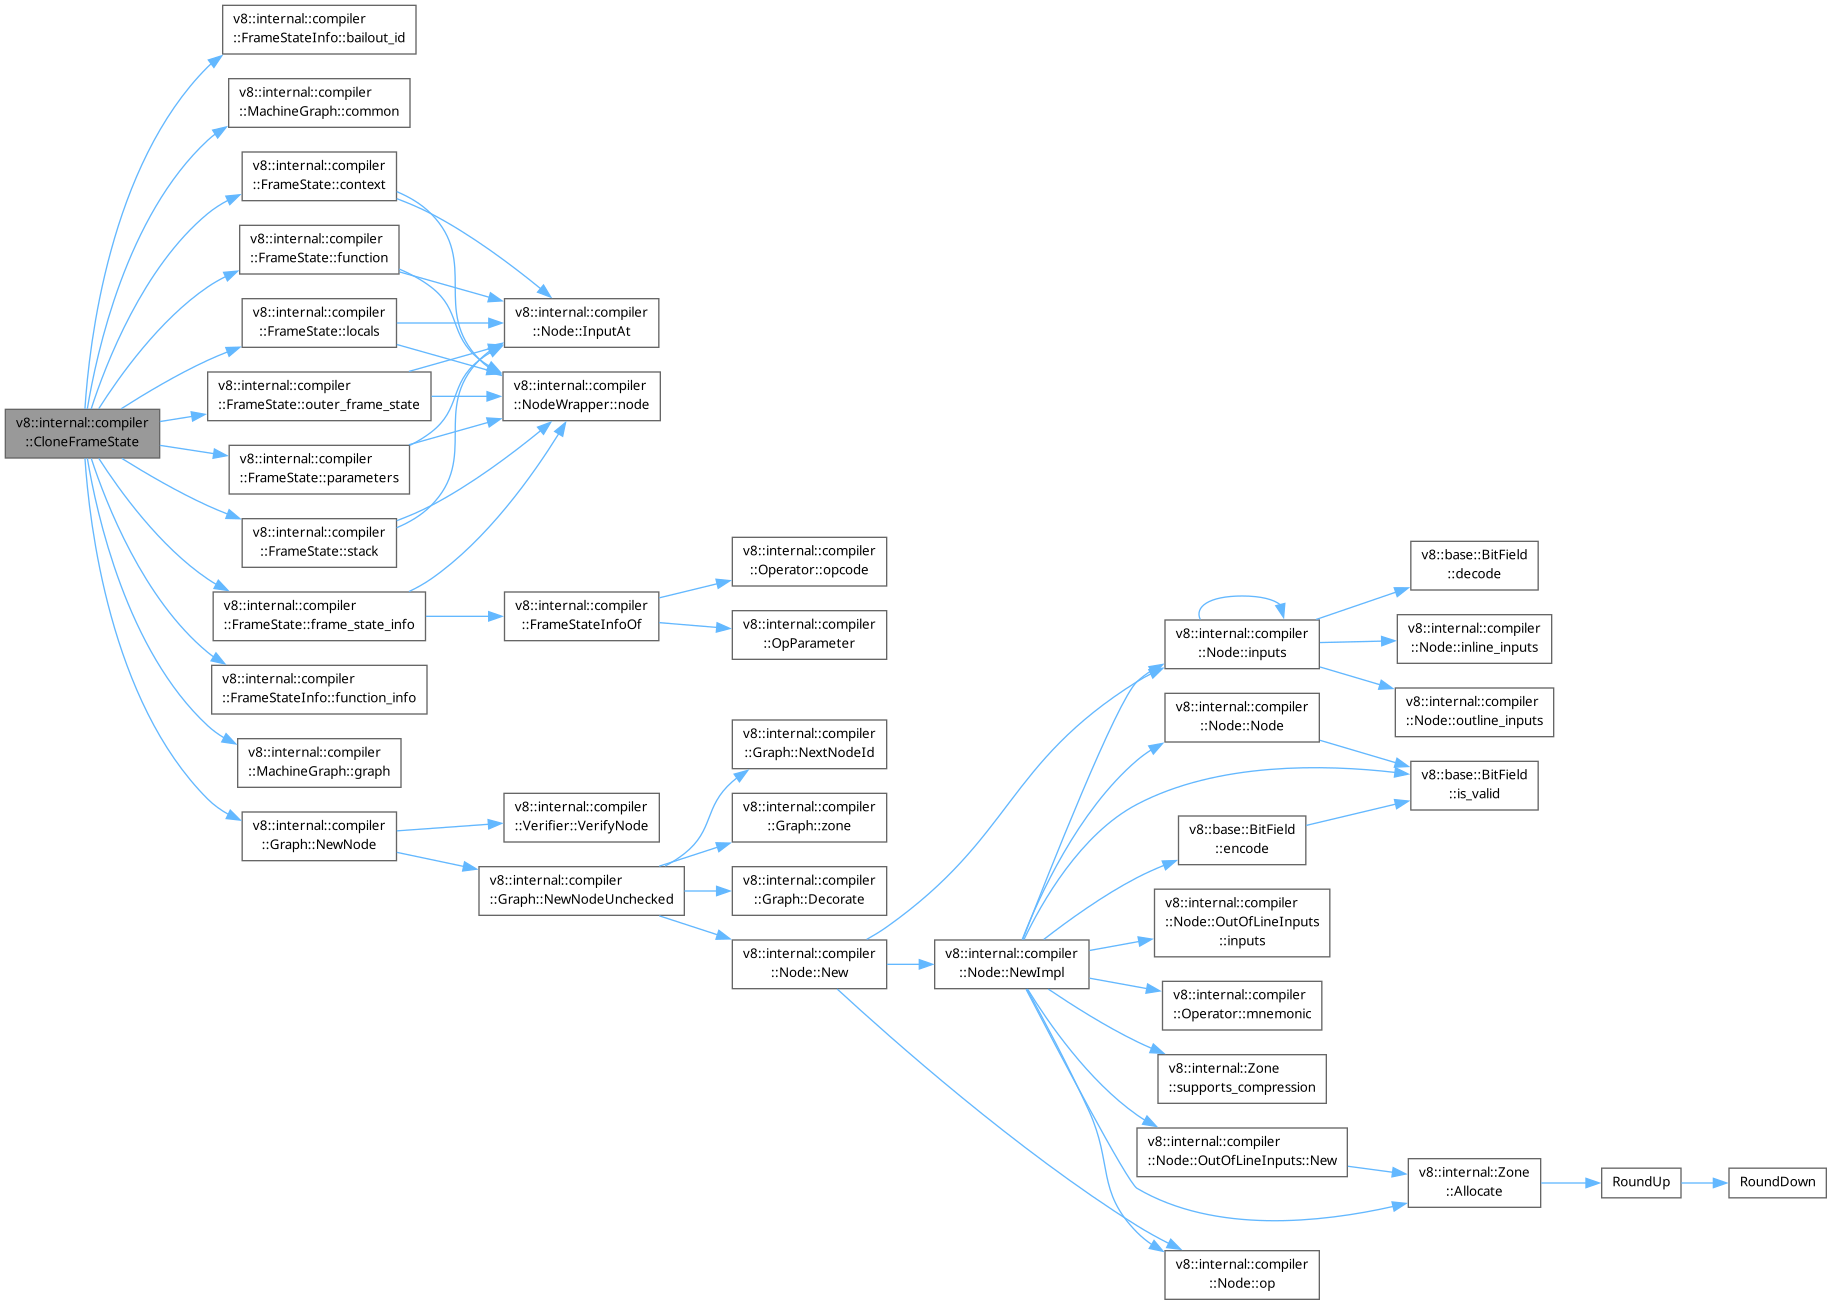 v8::internal::compiler
::CloneFrameState
v8::internal::compiler
::FrameStateInfo::bailout_id
v8::internal::compiler
::MachineGraph::common
v8::internal::compiler
::FrameState::context
v8::internal::compiler
::FrameState::function
v8::internal::compiler
::FrameState::locals
v8::internal::compiler
::FrameState::outer_frame_state
v8::internal::compiler
::FrameState::parameters
v8::internal::compiler
::FrameState::stack
v8::internal::compiler
::FrameState::frame_state_info
v8::internal::compiler
::FrameStateInfo::function_info
v8::internal::compiler
::MachineGraph::graph
v8::internal::compiler
::Graph::NewNode
v8::internal::compiler
::Node::InputAt
v8::internal::compiler
::NodeWrapper::node
v8::internal::compiler
::FrameStateInfoOf
v8::internal::compiler
::Verifier::VerifyNode
v8::internal::compiler
::Graph::NewNodeUnchecked
v8::internal::compiler
::Operator::opcode
v8::internal::compiler
::OpParameter
v8::internal::compiler
::Graph::NextNodeId
v8::internal::compiler
::Graph::zone
v8::internal::compiler
::Graph::Decorate
v8::internal::compiler
::Node::New
v8::internal::compiler
::Node::NewImpl
v8::internal::compiler
::Node::inputs
v8::internal::compiler
::Node::Node
v8::base::BitField
::encode
v8::internal::compiler
::Node::OutOfLineInputs
::inputs
v8::internal::compiler
::Operator::mnemonic
v8::internal::Zone
::supports_compression
v8::internal::compiler
::Node::OutOfLineInputs::New
v8::internal::compiler
::Node::op
v8::base::BitField
::decode
v8::internal::compiler
::Node::inline_inputs
v8::internal::compiler
::Node::outline_inputs
v8::base::BitField
::is_valid
v8::internal::Zone
::Allocate
RoundUp
RoundDown